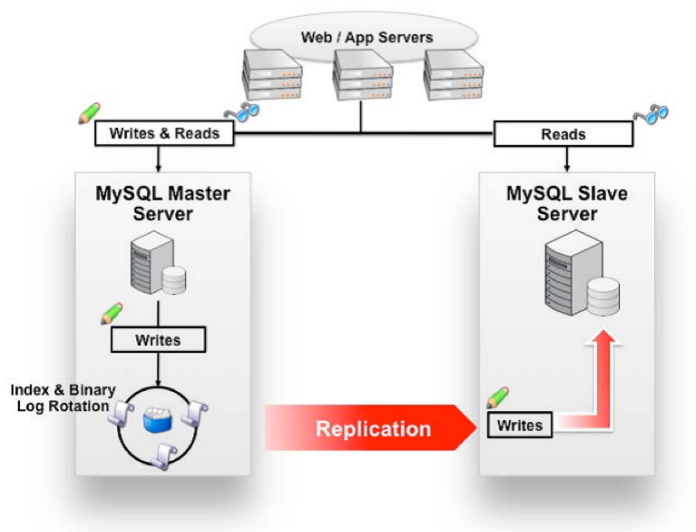 Web / App Servers
Writes & Reads
Reads
MySQL Master
Server
MySQL Slave
Server
Writes
Index & Binary
Log Rotation
Replication
Writes